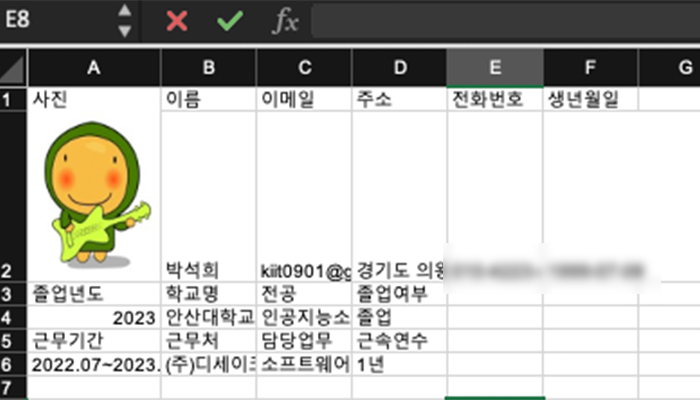 E8 fx
A B C D E F G
1 사진 이름 이메일 주소 전화번호 생년월일
2 박석희 kiit0901@g 경기도 의왕
3 졸업년도 학교명 전공 졸업여부
4 2023 안산대학교 인공지능소 졸업
5 근무기간 근무처 담당업무 근속연수
6 2022.07~2023. (주)디세이 소프트웨어 1년
7